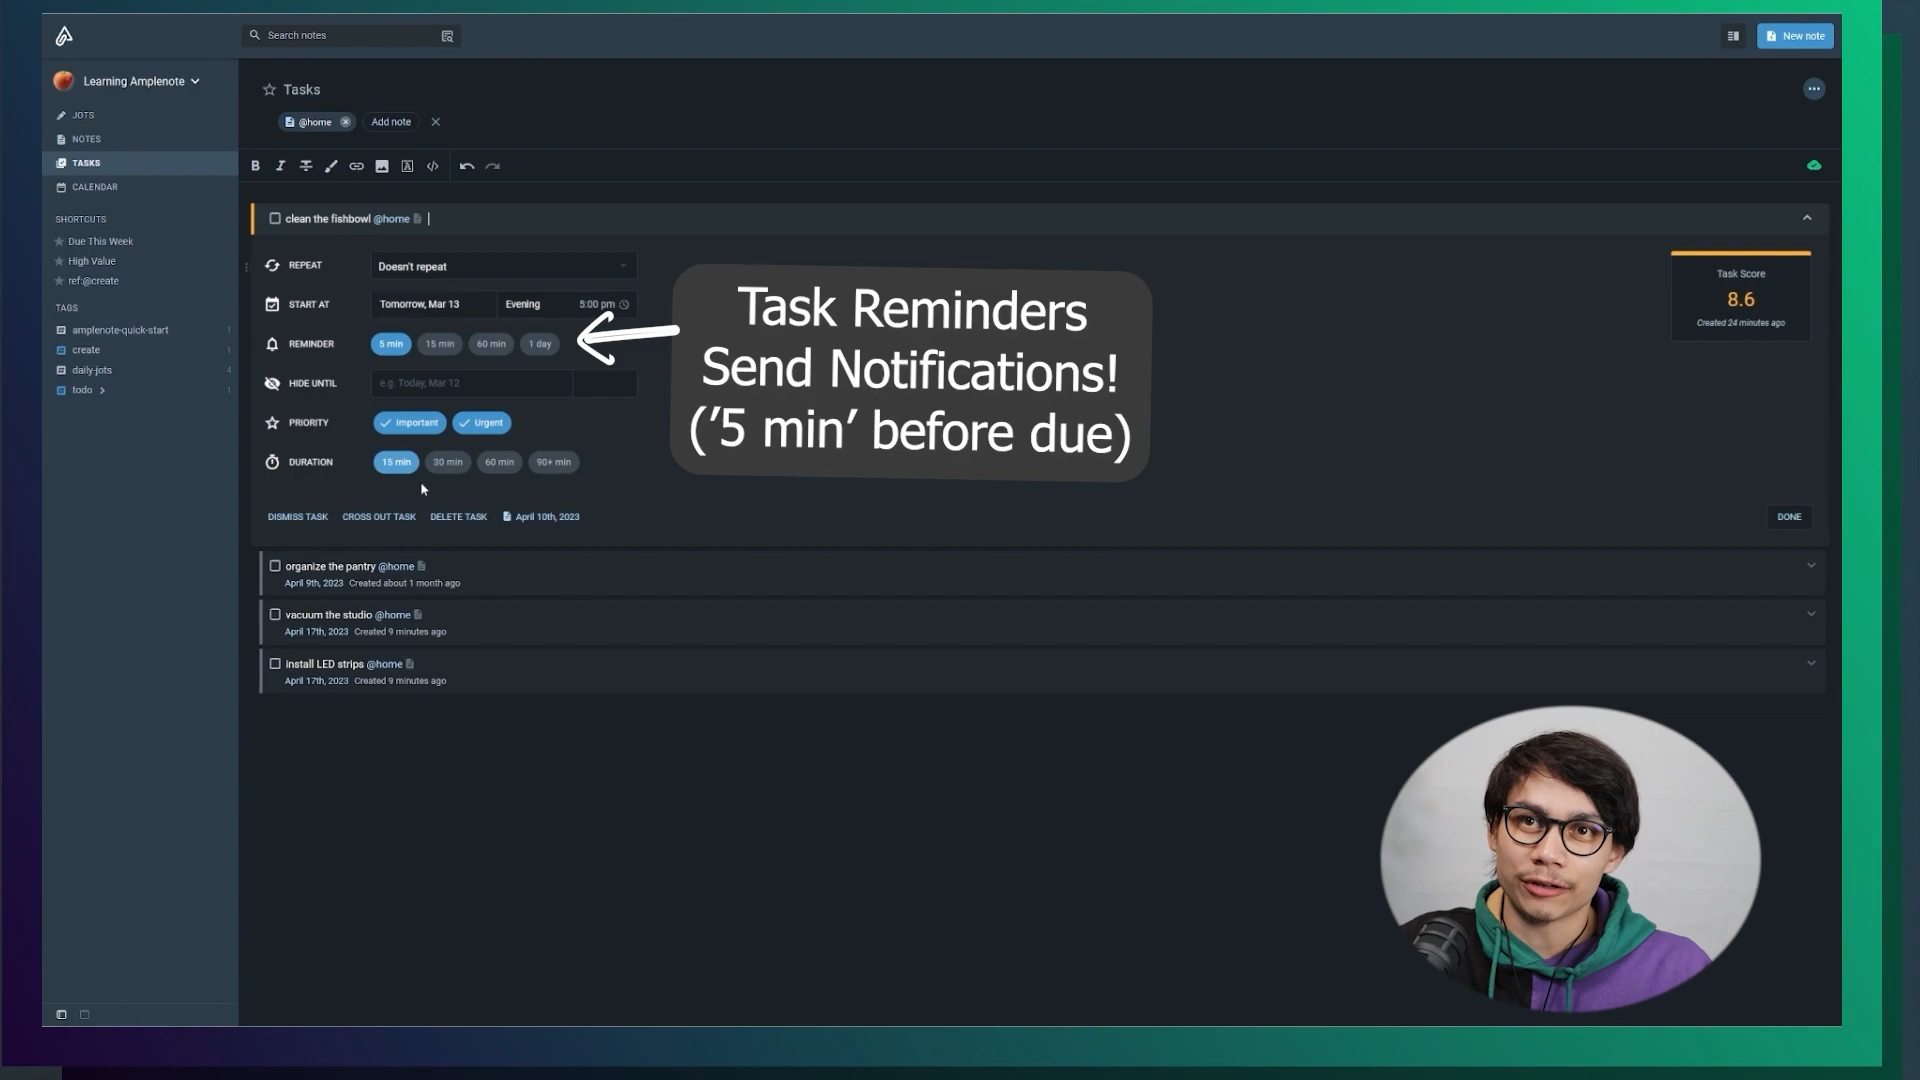 Search notes
New note
Learning Amplenote
JOTS
NOTES
TASKS
CALENDAR
SHORTCUTS
Due This Week
High Value
ref:@create
TAGS
amplenote-quick-start 1
create 1
daily-jots 4
todo 1
Tasks
@home Add note
clean the fishbowl @home
REPEAT Doesn't repeat
START AT Tomorrow, Mar 13 Evening 5:00 pm
REMINDER 5 min 15 min 60 min 1 day
HIDE UNTIL e.g. Today, Mar 12
PRIORITY Important Urgent
DURATION 15 min 30 min 60 min 90+ min
Task Score
8.6
Created 24 minutes ago
Task Reminders
Send Notifications!
('5 min' before due)
DISMISS TASK CROSS OUT TASK DELETE TASK April 10th, 2023 DONE
organize the pantry @home
April 9th, 2023 Created about 1 month ago
vacuum the studio @home
April 17th, 2023 Created 9 minutes ago
install LED strips @home
April 17th, 2023 Created 9 minutes ago